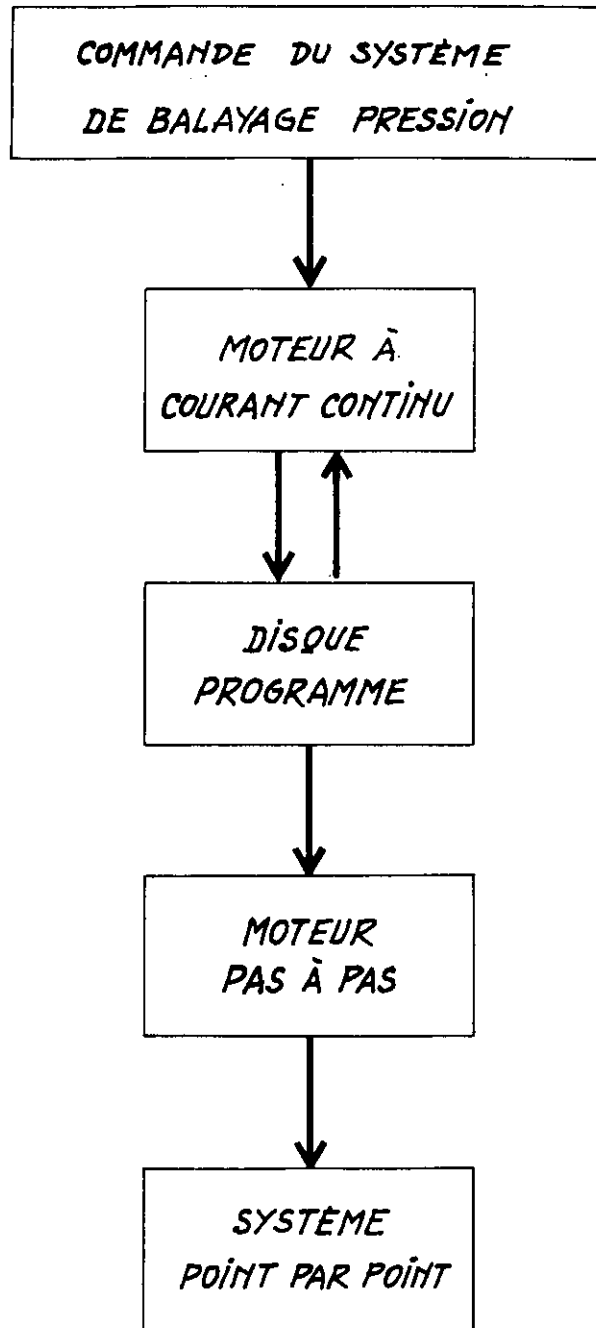 COMMANDE DU SYSTÈME
DE BALAYAGE PRESSION
MOTEUR À
COURANT CONTINU
DISQUE
PROGRAMME
MOTEUR
PAS À PAS
SYSTÈME
POINT PAR POINT